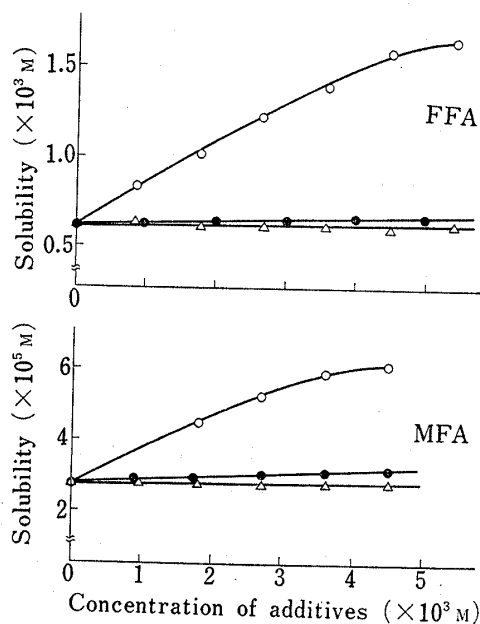 Solubility (×10³ M)
1.5
1.0
0.5
0
FFA
Solubility (×10⁵ M)
6
4
2
MFA
0 1 2 3 4 5
Concentration of additives (×10³ M)